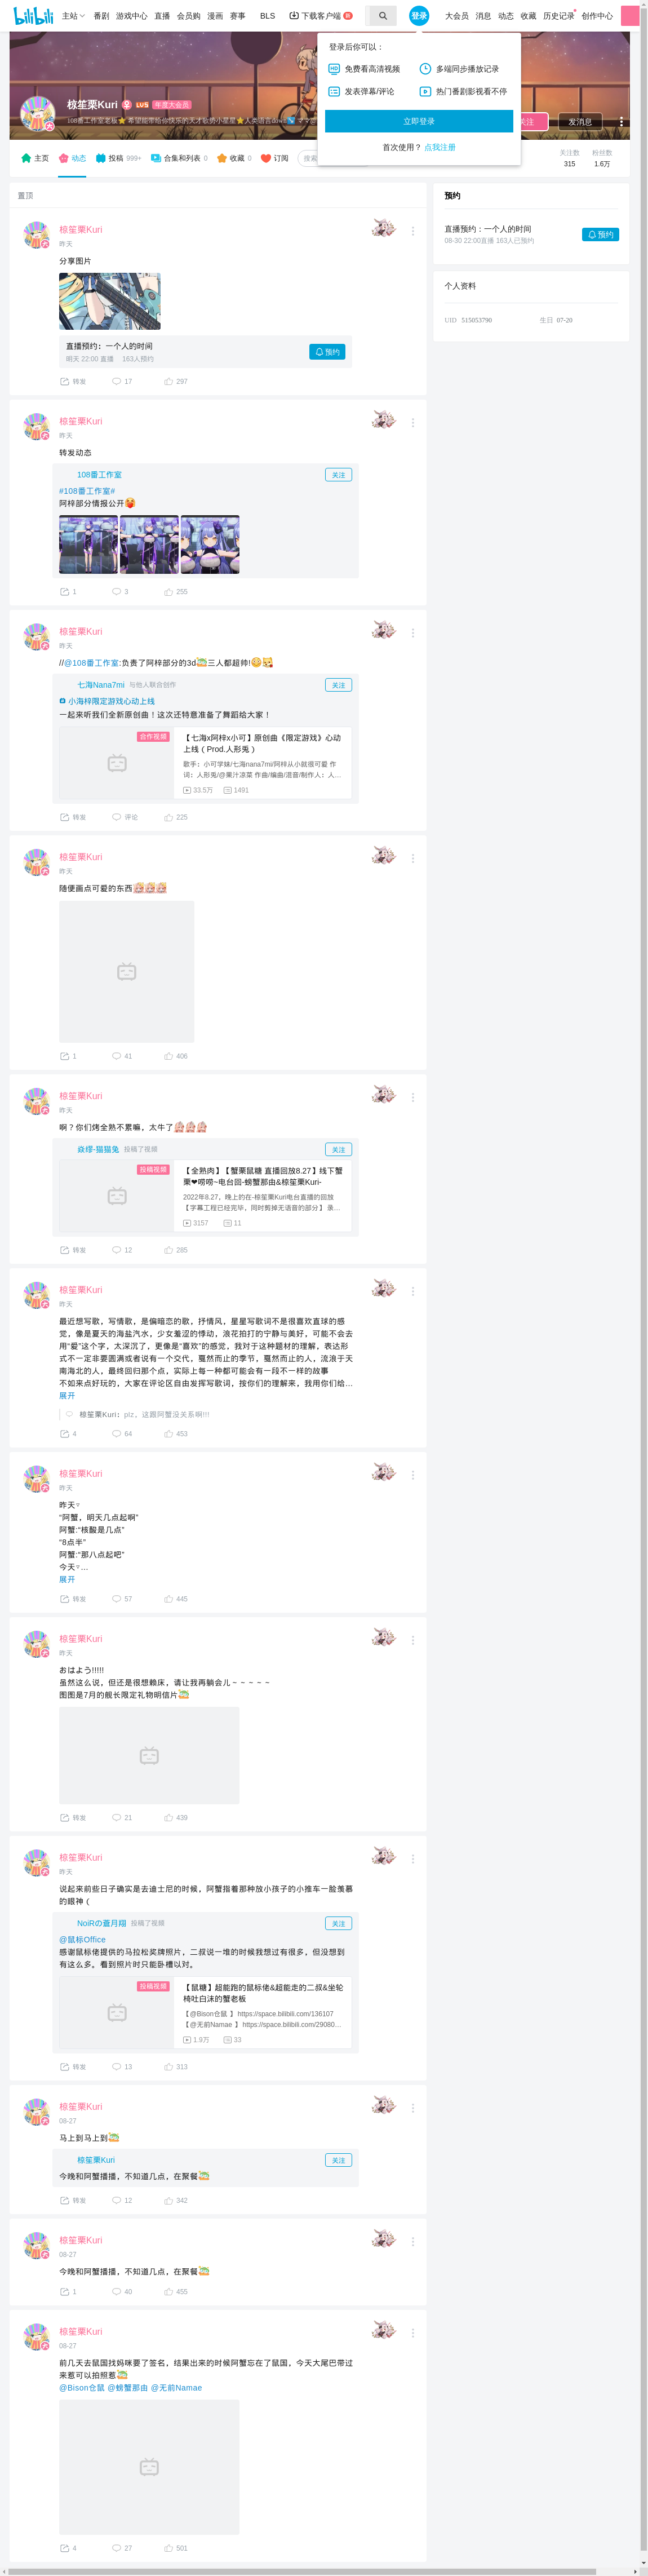 bilibili 主站 番剧 游戏中心 直播 会员购 漫画 赛事 BLS 下载客户端 登录 大会员 消息 动态 收藏 历史记录 创作中心
登录后你可以：
免费看高清视频 多端同步播放记录
发表弹幕/评论 热门番剧影视看不停
立即登录
首次使用？ 点我注册
椋笙栗Kuri LV5 年度大会员
108番工作室老板⭐ 希望能带给你快乐的天才歌势小星星⭐人类语言
关注 发消息
主页 动态 投稿 999+ 合集和列表 0 收藏 0 订阅 搜索
关注数 粉丝数
315 1.6万
置顶
椋笙栗Kuri
昨天
分享图片
直播预约：一个人的时间
明天 22:00 直播 163人预约
预约
转发 17 297
预约
直播预约：一个人的时间
08-30 22:00直播 163人已预约
预约
个人资料
UID 515053790 生日 07-20
椋笙栗Kuri
昨天
转发动态
108番工作室 关注
#108番工作室#
阿梓部分情报公开
1 3 255
椋笙栗Kuri
昨天
//@108番工作室:负责了阿梓部分的3d三人都超帅!
七海Nana7mi 与他人联合创作 关注
小海梓限定游戏心动上线
一起来听我们全新原创曲！这次还特意准备了舞蹈给大家！
合作视频
【七海x阿梓x小可】原创曲《限定游戏》心动
上线（Prod.人形兎）
歌手：小可学妹/七海nana7mi/阿梓从小就很可爱 作
词：人形兎/@果汁凉菜 作曲/编曲/混音/制作人：人...
33.5万 1491
转发 评论 225
椋笙栗Kuri
昨天
随便画点可爱的东西
1 41 406
椋笙栗Kuri
昨天
啊？你们烤全熟不累嘛，太牛了
焱缪-猫猫兔 投稿了视频 关注
投稿视频
【全熟肉】【蟹栗鼠糖 直播回放8.27】线下蟹
栗❤唠唠~电台回-螃蟹那由&椋笙栗Kuri-
2022年8.27，晚上的在-椋笙栗Kuri电台直播的回放
【字幕工程已经完毕，同时剪掉无语音的部分】 录...
3157 11
转发 12 285
椋笙栗Kuri
昨天
最近想写歌，写情歌，是偏暗恋的歌，抒情风，星星写歌词不是很喜欢直球的感
觉，像是夏天的海盐汽水，少女羞涩的悸动，浪花拍打的宁静与美好，可能不会去
用“爱”这个字，太深沉了，更像是“喜欢”的感觉，我对于这种题材的理解，表达形
式不一定非要圆满或者说有一个交代，戛然而止的季节，戛然而止的人，流浪于天
南海北的人，最终回归那个点，实际上每一种都可能会有一段不一样的故事
不如来点好玩的，大家在评论区自由发挥写歌词，按你们的理解来，我用你们给...
展开
椋笙栗Kuri：plz，这跟阿蟹没关系啊!!!
4 64 453
椋笙栗Kuri
昨天
昨天▿
“阿蟹，明天几点起啊”
阿蟹:“核酸是几点”
“8点半”
阿蟹:“那八点起吧”
今天▿...
展开
转发 57 445
椋笙栗Kuri
昨天
おはよう!!!!!
虽然这么说，但还是很想赖床，请让我再躺会儿～～～～～
图图是7月的舰长限定礼物明信片
转发 21 439
椋笙栗Kuri
昨天
说起来前些日子确实是去迪士尼的时候，阿蟹指着那种放小孩子的小推车一脸羡慕
的眼神（
NoiRの蒼月翊 投稿了视频 关注
@鼠标Office
感谢鼠标佬提供的马拉松奖牌照片，二叔说一堆的时候我想过有很多，但没想到
有这么多。看到照片时只能卧槽以对。
投稿视频
【鼠糖】超能跑的鼠标佬&超能走的二叔&坐轮
椅吐白沫的蟹老板
【@Bison仓鼠 】https://space.bilibili.com/136107
【@无前Namae 】https://space.bilibili.com/29080...
1.9万 33
转发 13 313
椋笙栗Kuri
08-27
马上到马上到
椋笙栗Kuri 关注
今晚和阿蟹播播，不知道几点，在聚餐
转发 12 342
椋笙栗Kuri
08-27
今晚和阿蟹播播，不知道几点，在聚餐
1 40 455
椋笙栗Kuri
08-27
前几天去鼠国找妈咪要了签名，结果出来的时候阿蟹忘在了鼠国，今天大尾巴带过
来惹可以拍照惹
@Bison仓鼠 @螃蟹那由 @无前Namae
4 27 501